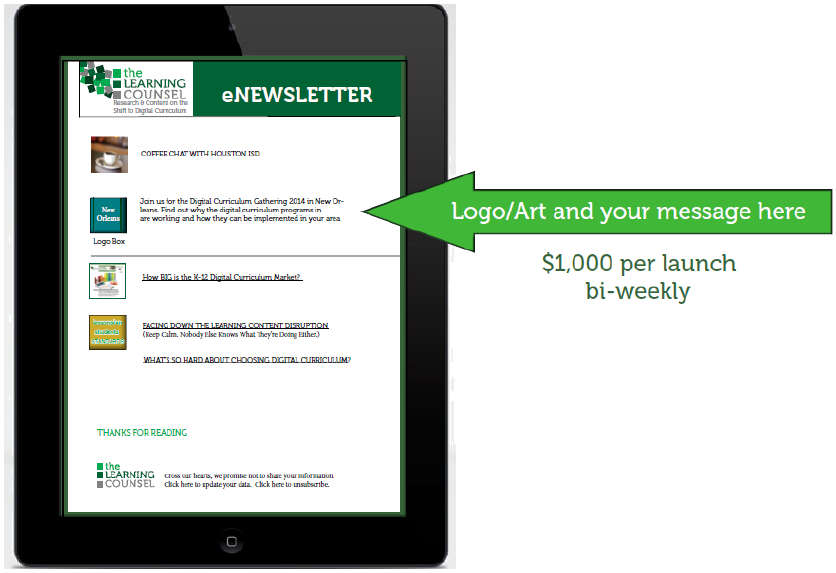 the
LEARNING
COUNSEL
Research & Content on the
Shift to Digital Curriculum
eNEWSLETTER
COFFEE CHAT WITH HOUSTON ISD
New
Orleins
Logo Box
Join us for the Digital Curriculum Gathering 2014 in New Or-
leans. Find out why the digital curriculum programs in
are working and how they can be implemented in your area
Logo/Art and your message here
$1,000 per launch
bi-weekly
How BIG is the K-12 Digital Curriculum Market?
FACING DOWN THE LEARNING CONTENT DISRUPTION
(Keep Calm, Nobody Else Knows What They're Doing Either.)
WHAT'S SO HARD ABOUT CHOOSING DIGITAL CURRICULUM?
THANKS FOR READING
the
LEARNING
COUNSEL
Cross our hearts, we promise not to share your information
Click here to update your data. Click here to unsubscribe.